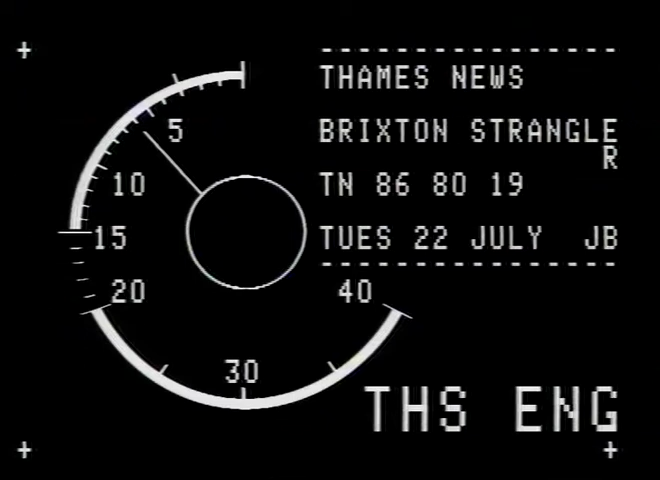 THAMES NEWS
BRIXTON STRANGLE
R
TN 86 80 19
TUES 22 JULY JB
5
10
15
20
30
40
THS ENG